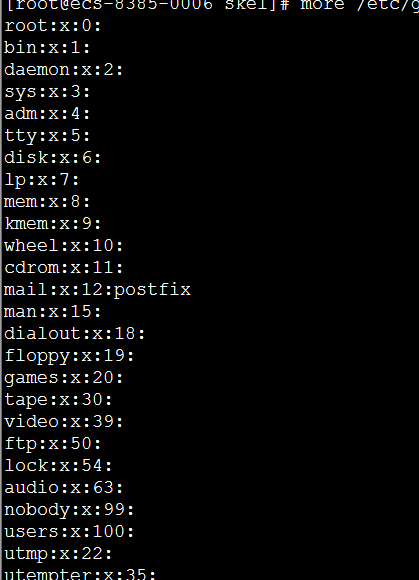 [root@ecs-8385-0006 skel]# more /etc/g
root:x:0:
bin:x:1:
daemon:x:2:
sys:x:3:
adm:x:4:
tty:x:5:
disk:x:6:
lp:x:7:
mem:x:8:
kmem:x:9:
wheel:x:10:
cdrom:x:11:
mail:x:12:postfix
man:x:15:
dialout:x:18:
floppy:x:19:
games:x:20:
tape:x:30:
video:x:39:
ftp:x:50:
lock:x:54:
audio:x:63:
nobody:x:99:
users:x:100:
utmp:x:22:
utempter:x:35: